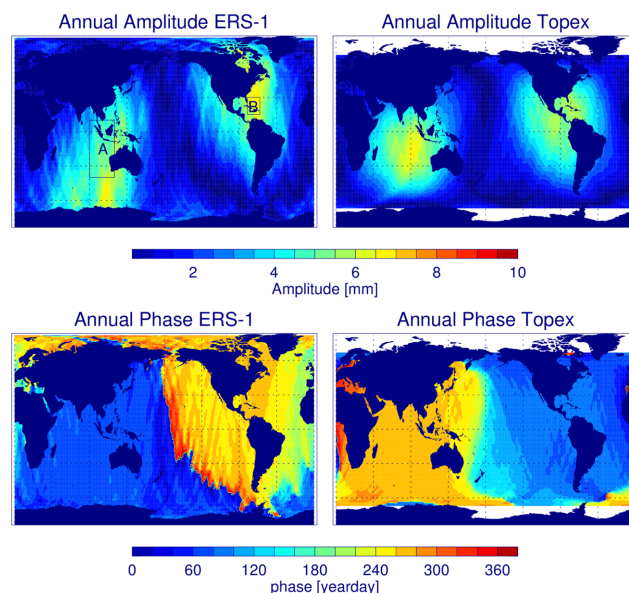 Annual Amplitude ERS-1
Annual Amplitude Topex
A
B
2 4 6 8 10
Amplitude [mm]
Annual Phase ERS-1
Annual Phase Topex
0 60 120 180 240 300 360
phase [yearday]